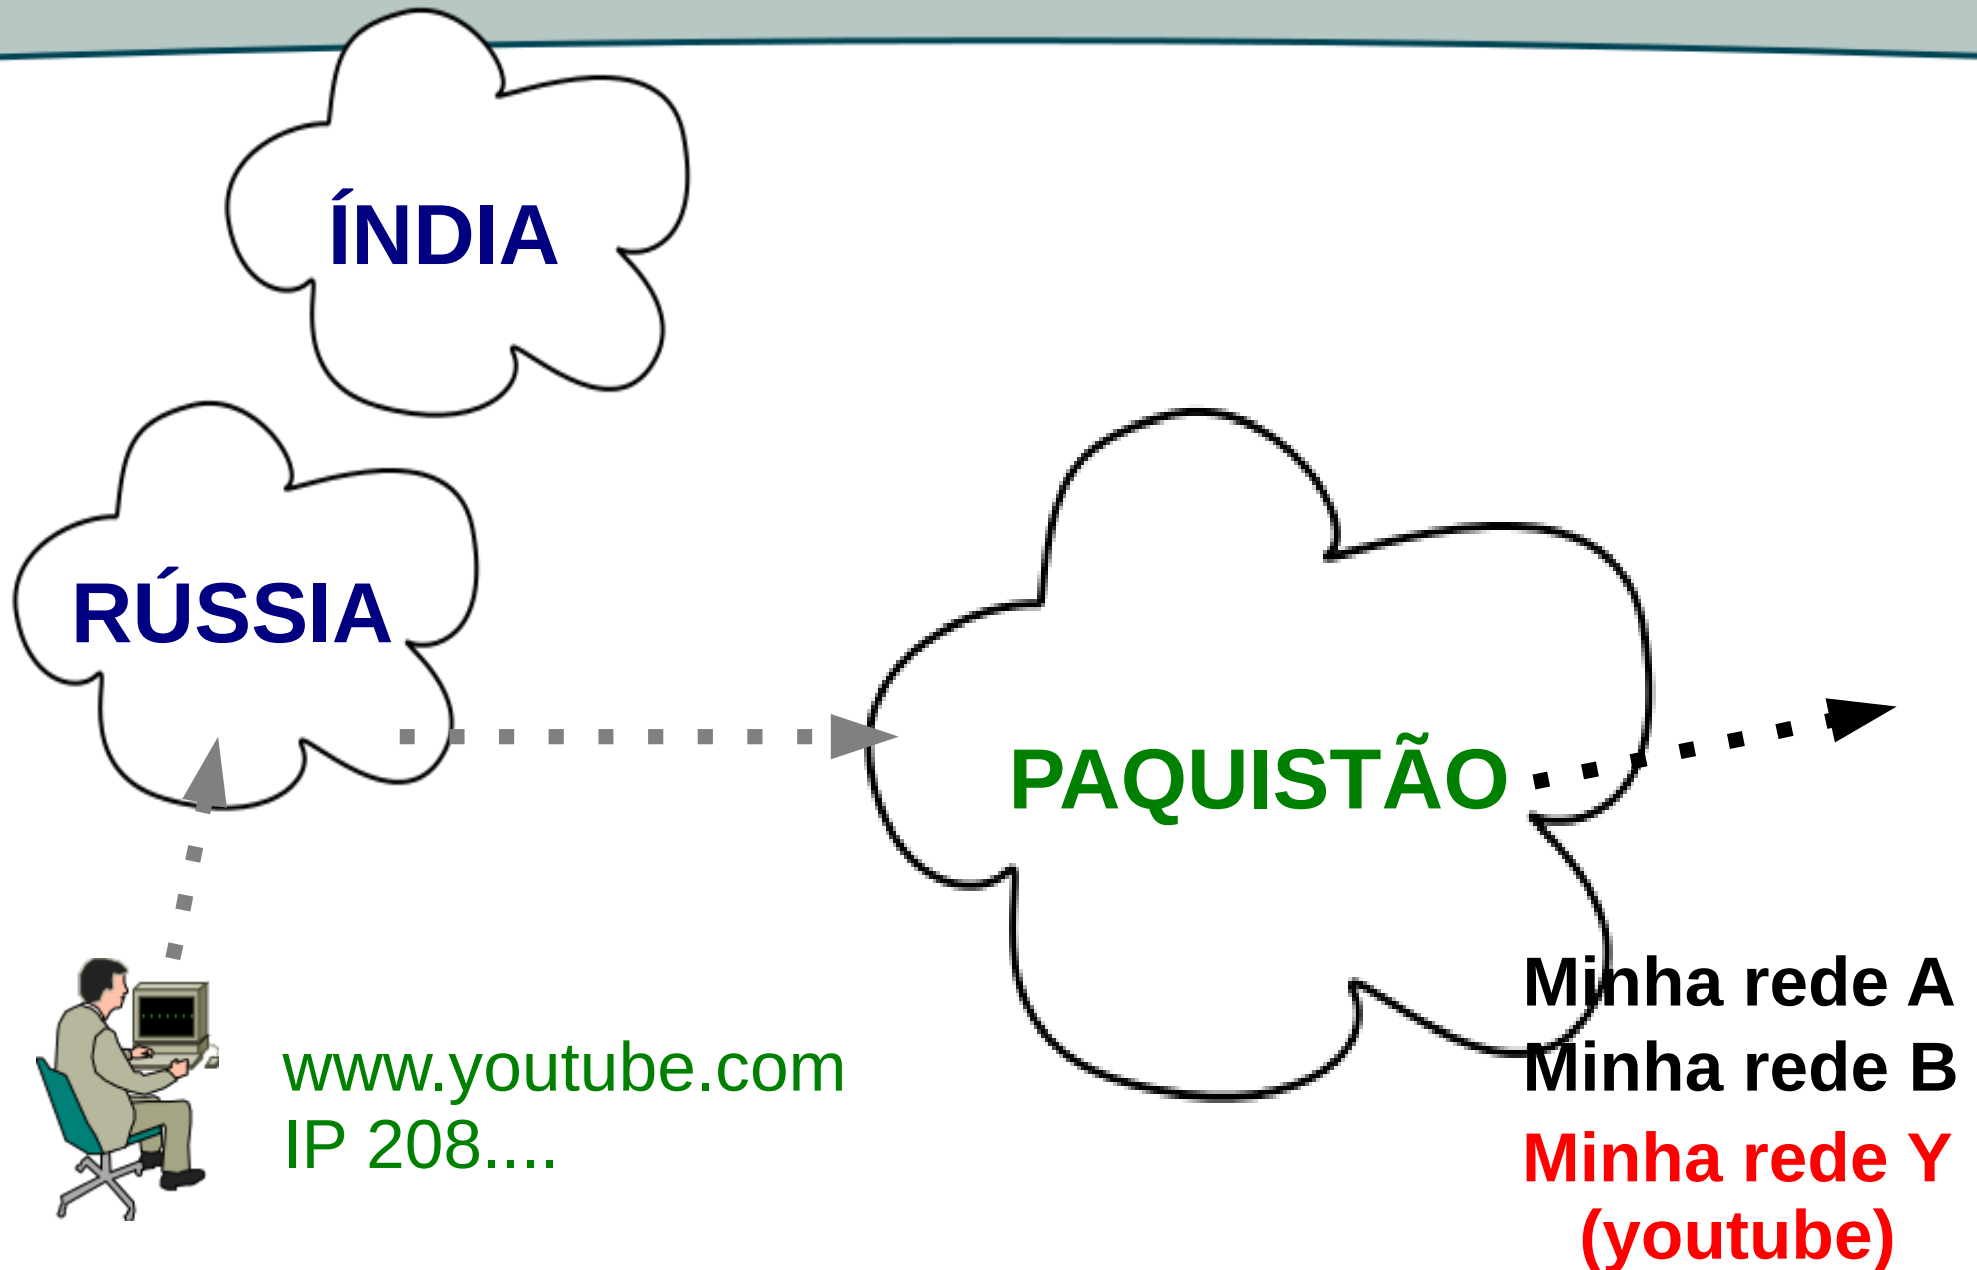 ÍNDIA
RÚSSIA
PAQUISTÃO
www.youtube.com
IP 208....
Minha rede A
Minha rede B
Minha rede Y
(youtube)